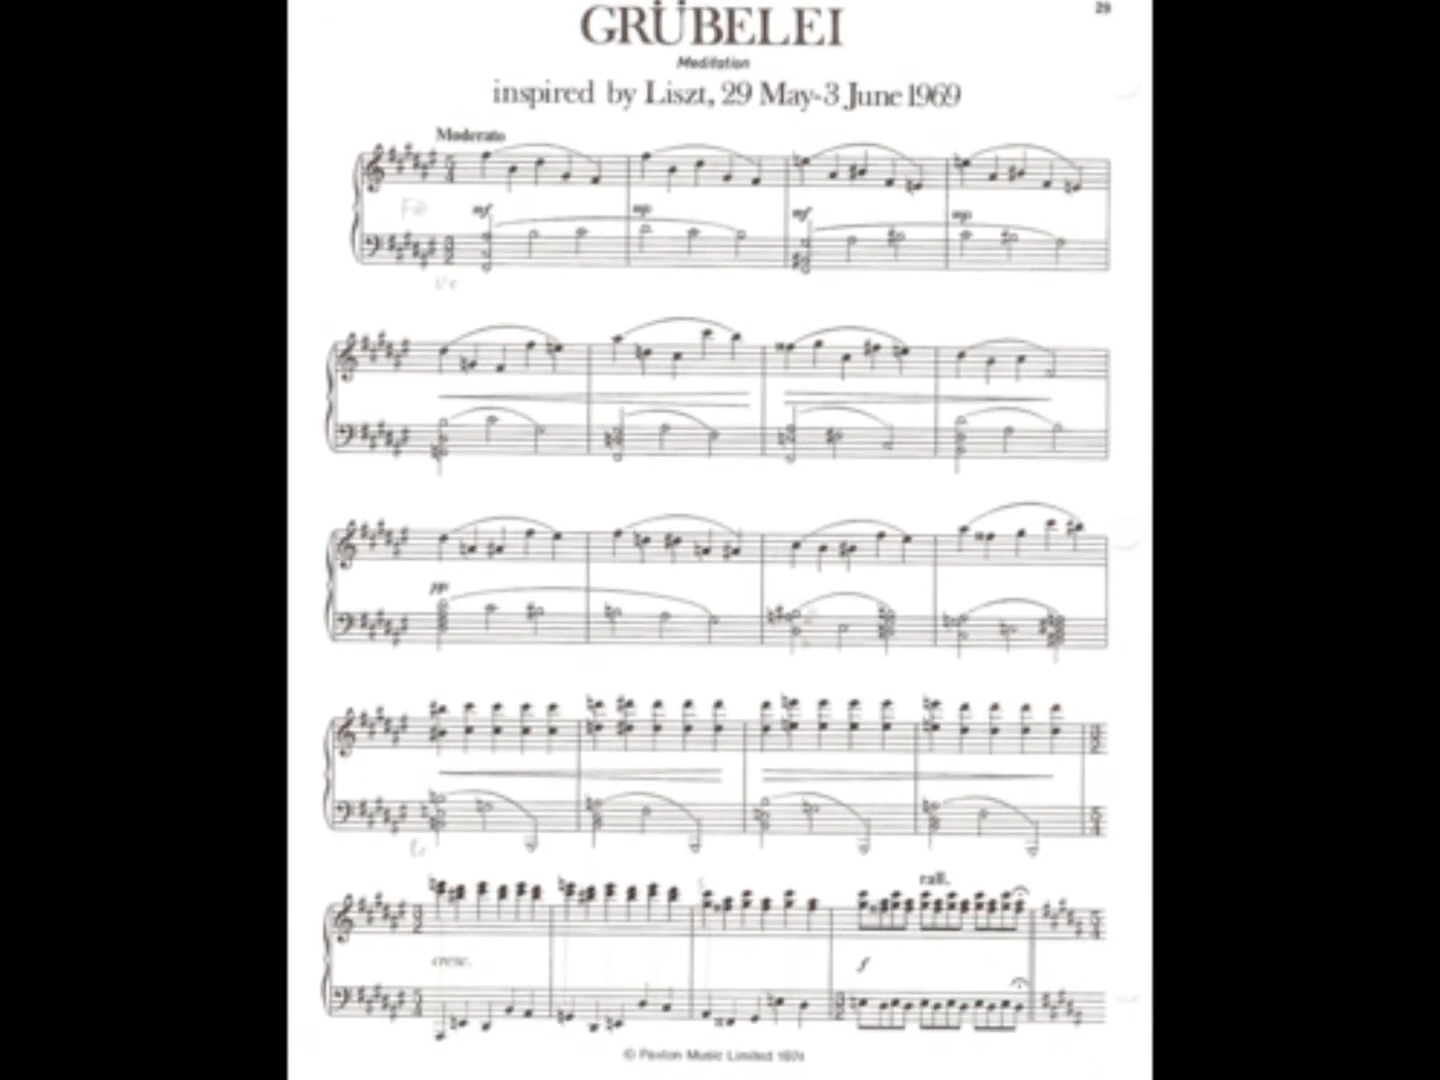 29
GRÜBELEI
Meditation
inspired by Liszt, 29 May-3 June 1969
Moderato
mf mp mf mp
pp
rall.
cresc.
f
© Paxton Music Limited